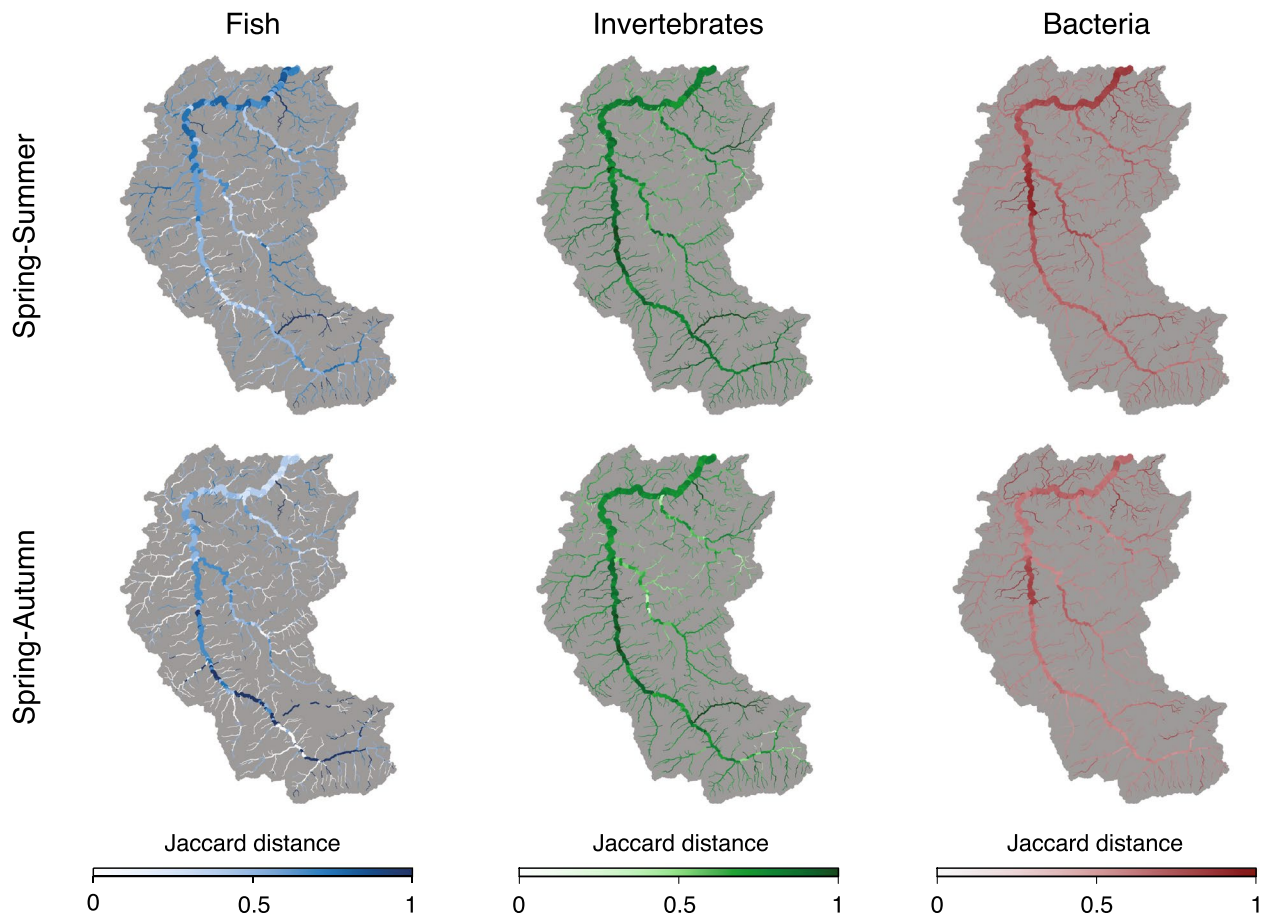 Fish
Invertebrates
Bacteria
Spring-Summer
Spring-Autumn
Jaccard distance
Jaccard distance
Jaccard distance
0 0.5 1
0 0.5 1
0 0.5 1